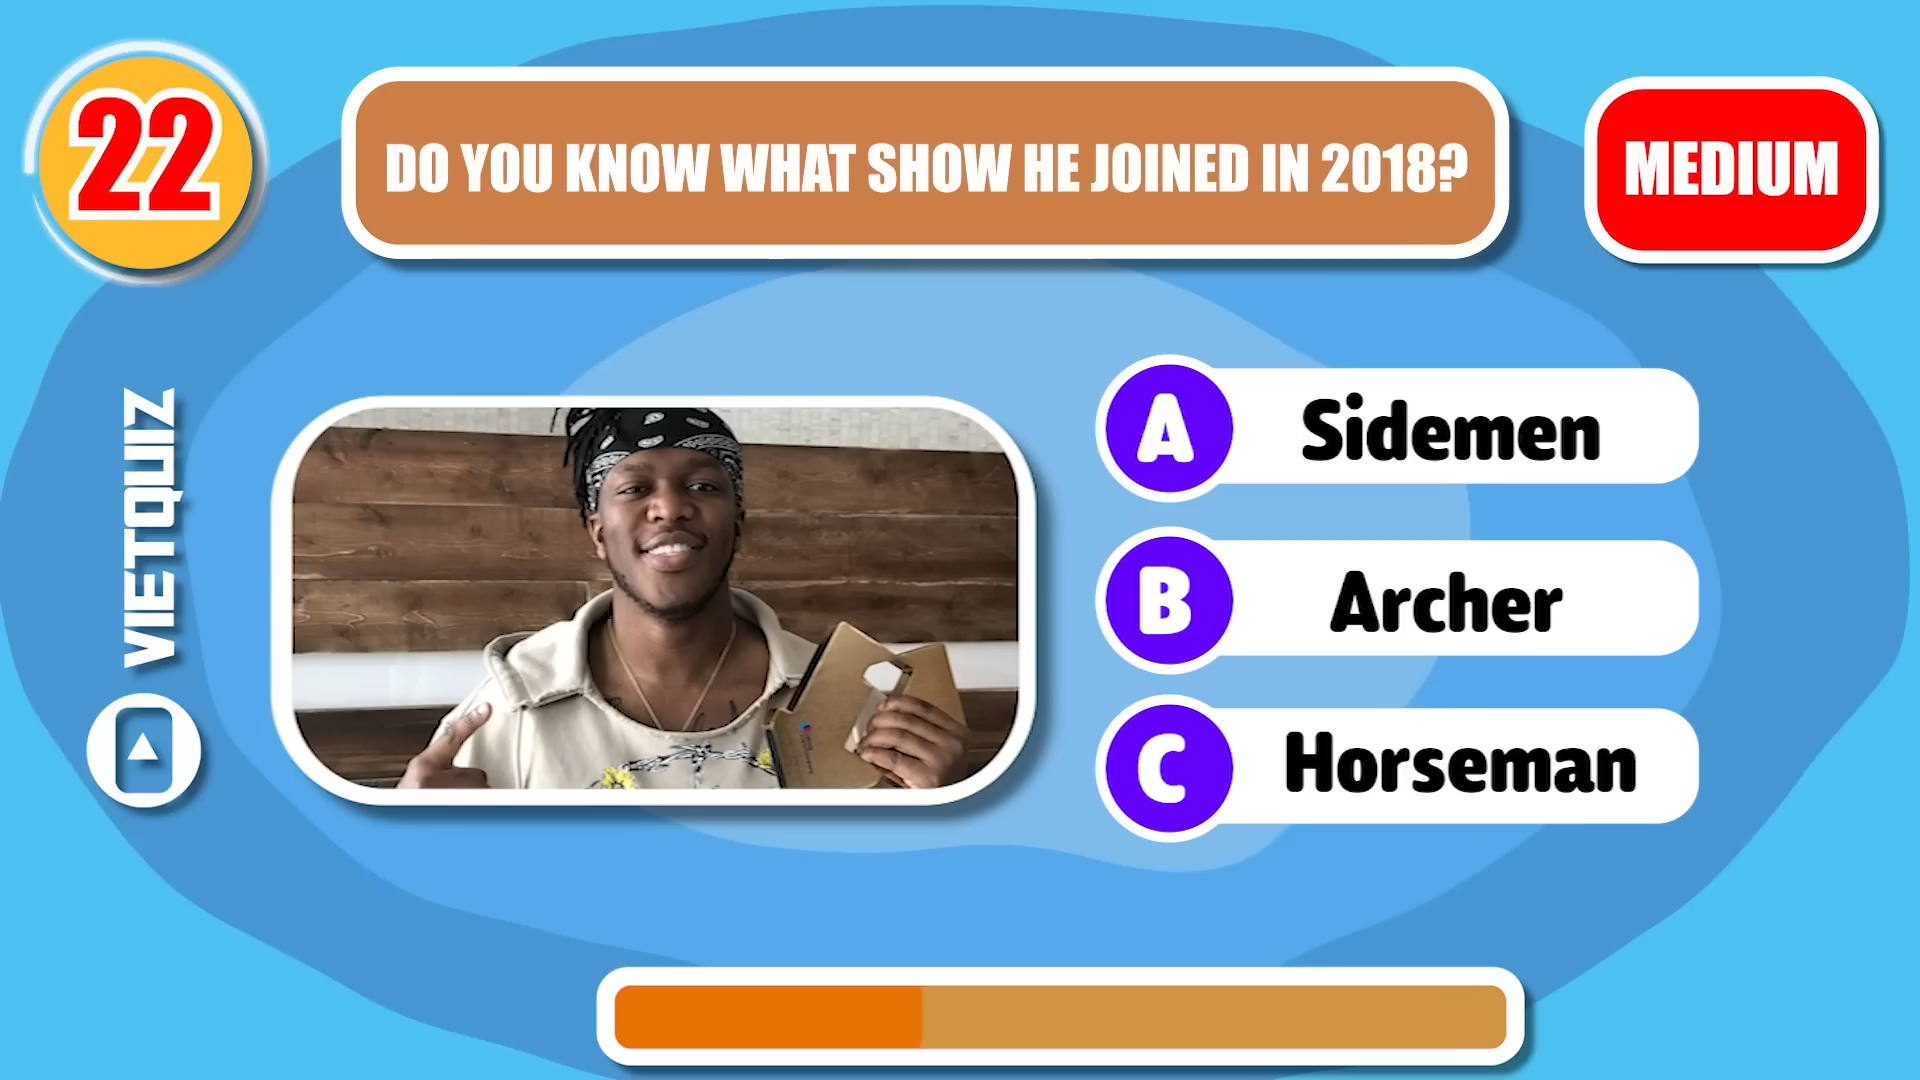 22
DO YOU KNOW WHAT SHOW HE JOINED IN 2018?
MEDIUM
VIETQUIZ
A Sidemen
B Archer
C Horseman